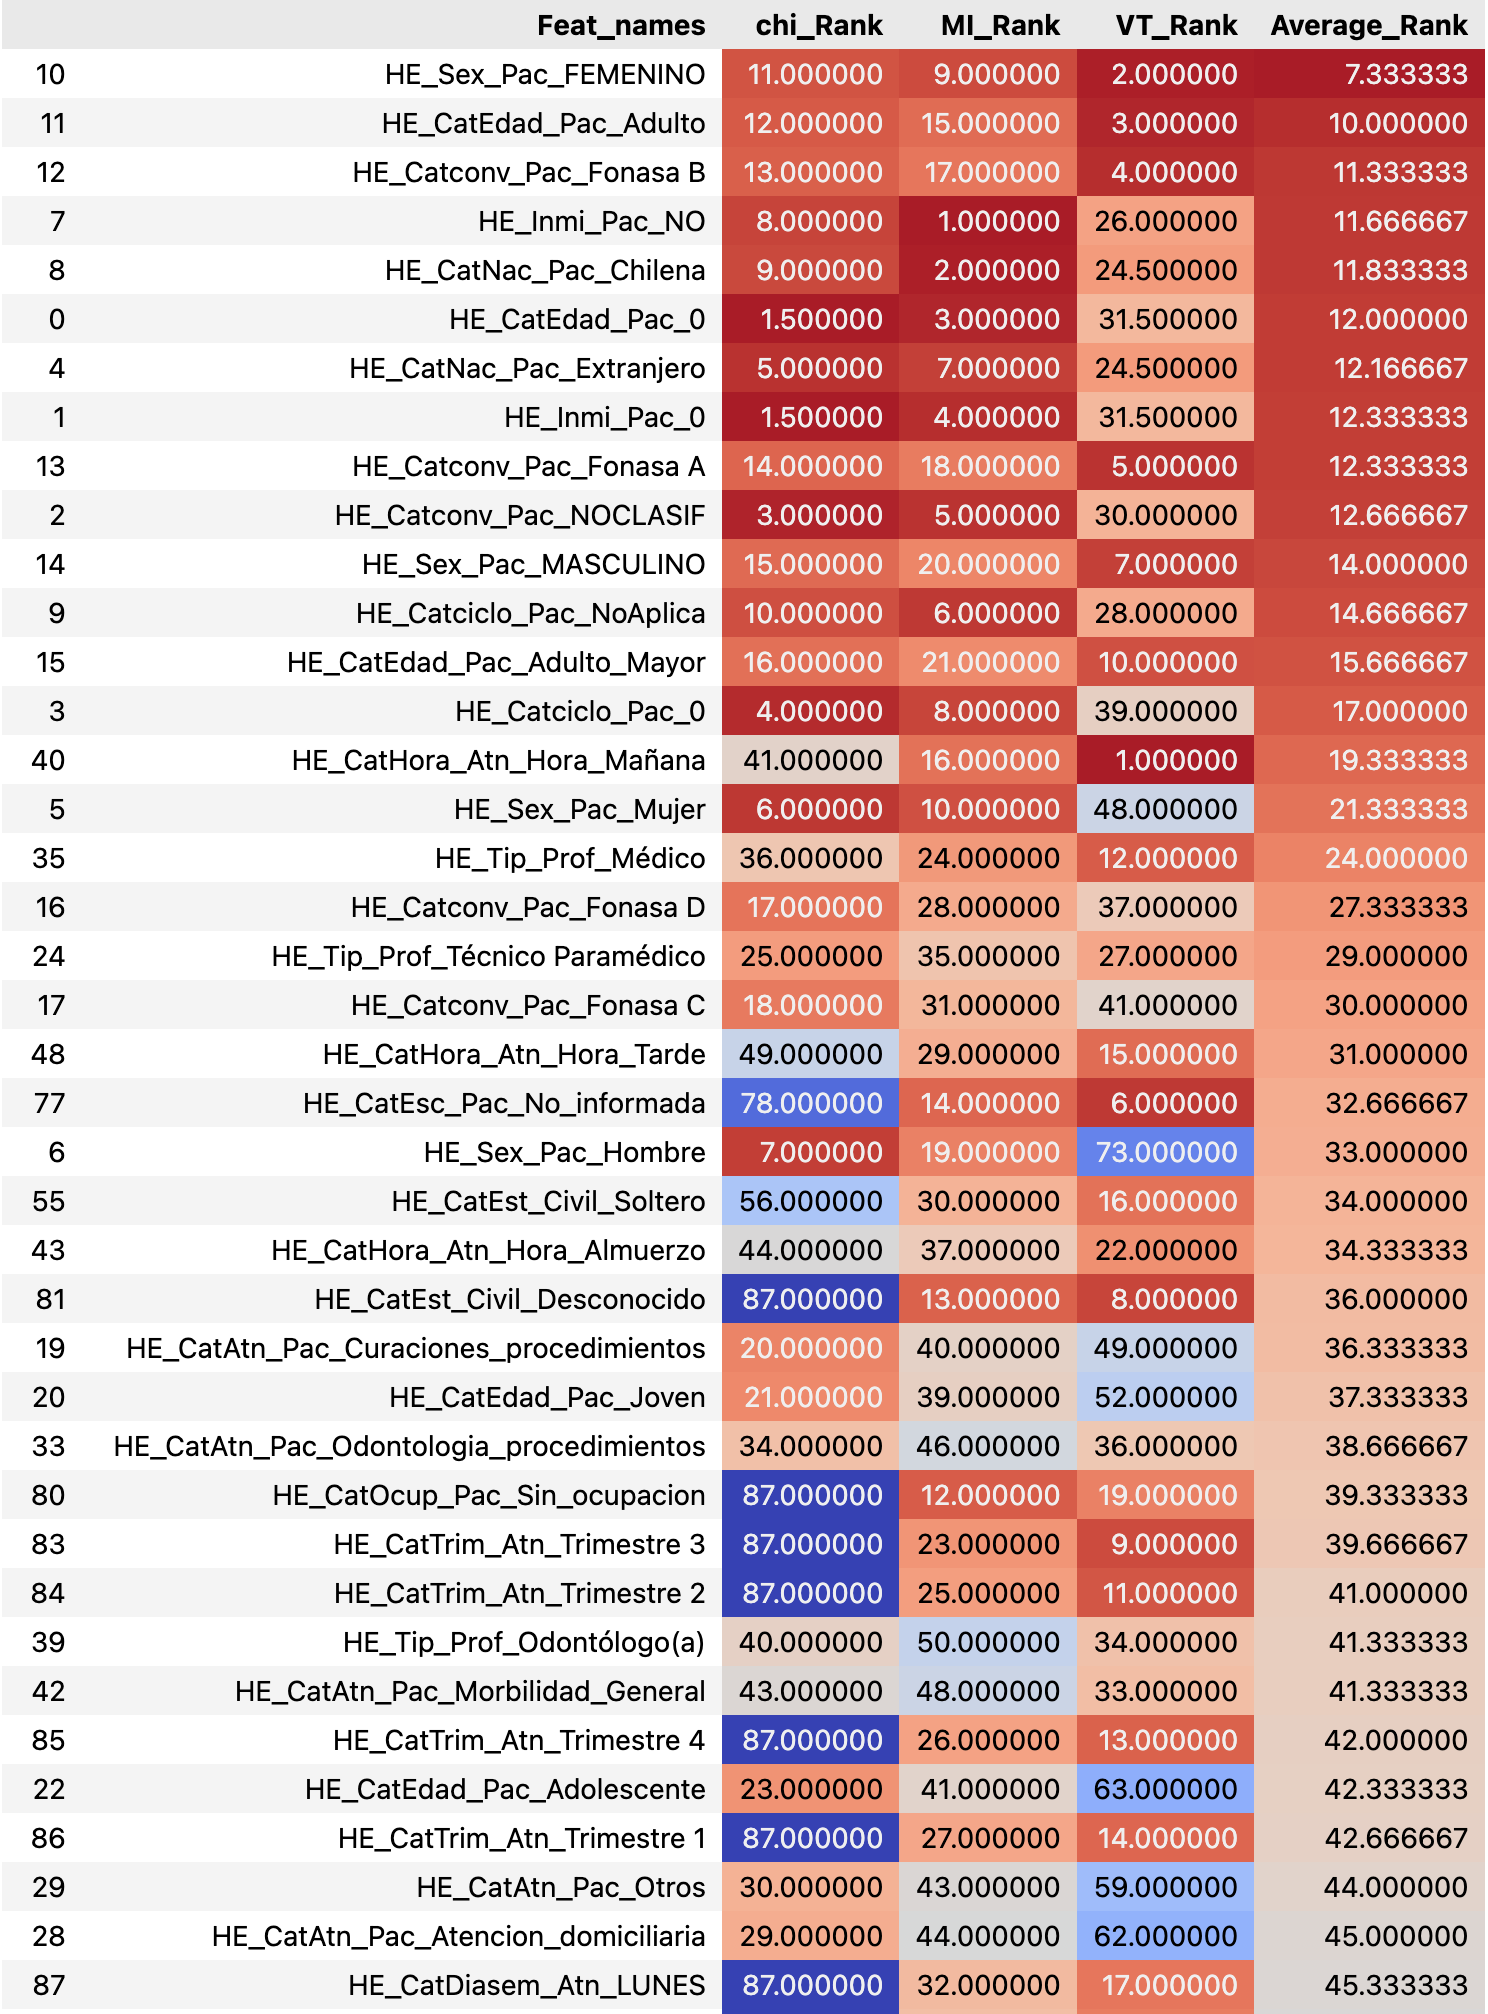 Feat_names chi_Rank MI_Rank VT_Rank Average_Rank
10 HE_Sex_Pac_FEMENINO 11.000000 9.000000 2.000000 7.333333
11 HE_CatEdad_Pac_Adulto 12.000000 15.000000 3.000000 10.000000
12 HE_Catconv_Pac_Fonasa B 13.000000 17.000000 4.000000 11.333333
7 HE_Inmi_Pac_NO 8.000000 1.000000 26.000000 11.666667
8 HE_CatNac_Pac_Chilena 9.000000 2.000000 24.500000 11.833333
0 HE_CatEdad_Pac_0 1.500000 3.000000 31.500000 12.000000
4 HE_CatNac_Pac_Extranjero 5.000000 7.000000 24.500000 12.166667
1 HE_Inmi_Pac_0 1.500000 4.000000 31.500000 12.333333
13 HE_Catconv_Pac_Fonasa A 14.000000 18.000000 5.000000 12.333333
2 HE_Catconv_Pac_NOCLASIF 3.000000 5.000000 30.000000 12.666667
14 HE_Sex_Pac_MASCULINO 15.000000 20.000000 7.000000 14.000000
9 HE_Catciclo_Pac_NoAplica 10.000000 6.000000 28.000000 14.666667
15 HE_CatEdad_Pac_Adulto_Mayor 16.000000 21.000000 10.000000 15.666667
3 HE_Catciclo_Pac_0 4.000000 8.000000 39.000000 17.000000
40 HE_CatHora_Atn_Hora_Mañana 41.000000 16.000000 1.000000 19.333333
5 HE_Sex_Pac_Mujer 6.000000 10.000000 48.000000 21.333333
35 HE_Tip_Prof_Médico 36.000000 24.000000 12.000000 24.000000
16 HE_Catconv_Pac_Fonasa D 17.000000 28.000000 37.000000 27.333333
24 HE_Tip_Prof_Técnico Paramédico 25.000000 35.000000 27.000000 29.000000
17 HE_Catconv_Pac_Fonasa C 18.000000 31.000000 41.000000 30.000000
48 HE_CatHora_Atn_Hora_Tarde 49.000000 29.000000 15.000000 31.000000
77 HE_CatEsc_Pac_No_informada 78.000000 14.000000 6.000000 32.666667
6 HE_Sex_Pac_Hombre 7.000000 19.000000 73.000000 33.000000
55 HE_CatEst_Civil_Soltero 56.000000 30.000000 16.000000 34.000000
43 HE_CatHora_Atn_Hora_Almuerzo 44.000000 37.000000 22.000000 34.333333
81 HE_CatEst_Civil_Desconocido 87.000000 13.000000 8.000000 36.000000
19 HE_CatAtn_Pac_Curaciones_procedimientos 20.000000 40.000000 49.000000 36.333333
20 HE_CatEdad_Pac_Joven 21.000000 39.000000 52.000000 37.333333
33 HE_CatAtn_Pac_Odontologia_procedimientos 34.000000 46.000000 36.000000 38.666667
80 HE_CatOcup_Pac_Sin_ocupacion 87.000000 12.000000 19.000000 39.333333
83 HE_CatTrim_Atn_Trimestre 3 87.000000 23.000000 9.000000 39.666667
84 HE_CatTrim_Atn_Trimestre 2 87.000000 25.000000 11.000000 41.000000
39 HE_Tip_Prof_Odontólogo(a) 40.000000 50.000000 34.000000 41.333333
42 HE_CatAtn_Pac_Morbilidad_General 43.000000 48.000000 33.000000 41.333333
85 HE_CatTrim_Atn_Trimestre 4 87.000000 26.000000 13.000000 42.000000
22 HE_CatEdad_Pac_Adolescente 23.000000 41.000000 63.000000 42.333333
86 HE_CatTrim_Atn_Trimestre 1 87.000000 27.000000 14.000000 42.666667
29 HE_CatAtn_Pac_Otros 30.000000 43.000000 59.000000 44.000000
28 HE_CatAtn_Pac_Atencion_domiciliaria 29.000000 44.000000 62.000000 45.000000
87 HE_CatDiasem_Atn_LUNES 87.000000 32.000000 17.000000 45.333333